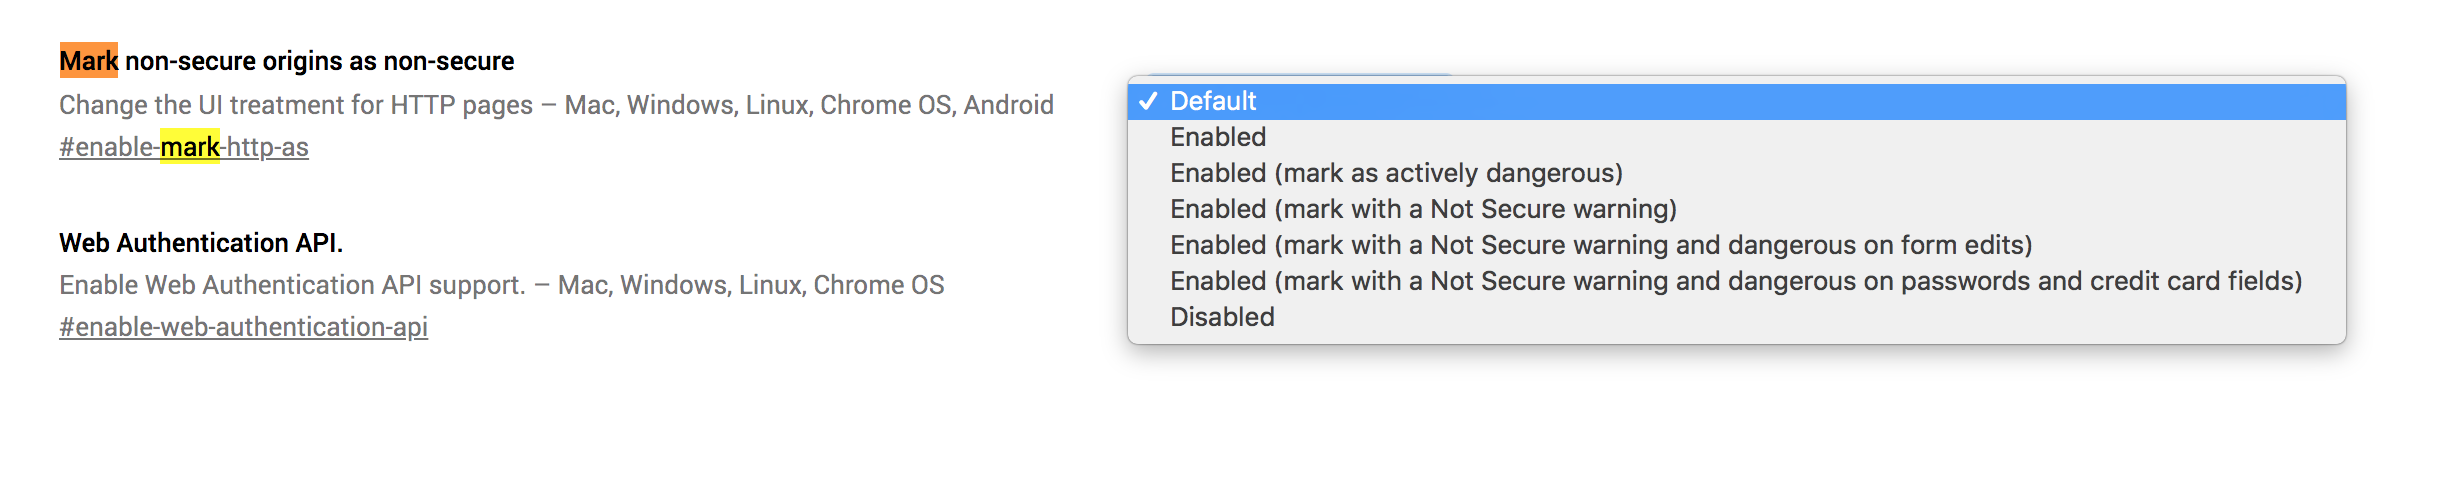 Mark non-secure origins as non-secure
Change the UI treatment for HTTP pages – Mac, Windows, Linux, Chrome OS, Android
#enable-mark-http-as
Web Authentication API.
Enable Web Authentication API support. – Mac, Windows, Linux, Chrome OS
#enable-web-authentication-api
✓ Default
Enabled
Enabled (mark as actively dangerous)
Enabled (mark with a Not Secure warning)
Enabled (mark with a Not Secure warning and dangerous on form edits)
Enabled (mark with a Not Secure warning and dangerous on passwords and credit card fields)
Disabled